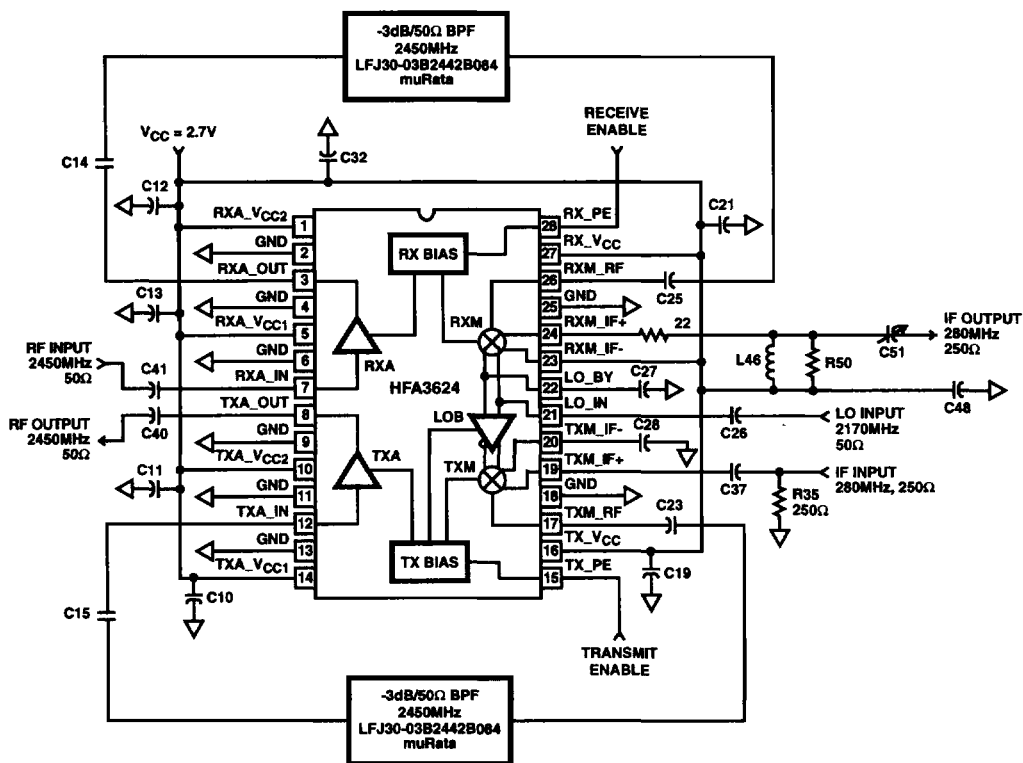 -3dB/50Ω BPF
2450MHz
LFJ30-03B2442B084
muRata
RECEIVE
ENABLE
VCC = 2.7V
C14
C32
C12
C21
RXA_VCC2
1
GND
2
RXA_OUT
3
GND
4
RXA_VCC1
5
GND
6
RXA_IN
7
TXA_OUT
8
GND
9
TXA_VCC2
10
GND
11
TXA_IN
12
GND
13
TXA_VCC1
14
C13
RF INPUT
2450MHz
50Ω
C41
RF OUTPUT
2450MHz
50Ω
C40
C11
C10
C15
RX BIAS
RXM
RXA
HFA3624
LOB
TXA
TXM
TX BIAS
28
RX_PE
27
RX_VCC
26
RXM_RF
25
GND
24
RXM_IF+
23
RXM_IF-
22
LO_BY
21
LO_IN
20
TXM_IF-
19
TXM_IF+
18
GND
17
TXM_RF
16
TX_VCC
15
TX_PE
C25
22
L46
R50
C51
IF OUTPUT
280MHz
250Ω
C27
C48
C26
LO INPUT
2170MHz
50Ω
C28
C37
IF INPUT
280MHz, 250Ω
R35
250Ω
C23
C19
TRANSMIT
ENABLE
-3dB/50Ω BPF
2450MHz
LFJ30-03B2442B084
muRata